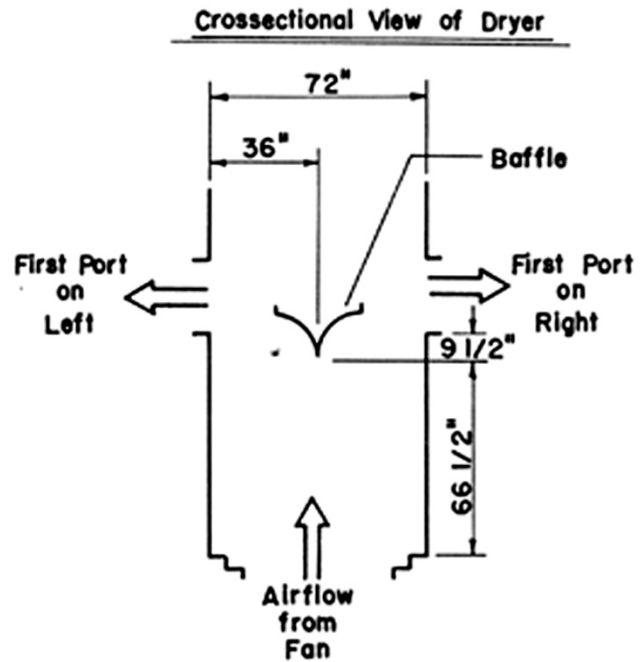 Crossectional View of Dryer
72"
36"
Baffle
First Port
on
Left
First Port
on
Right
9 1/2"
66 1/2"
Airflow
from
Fan